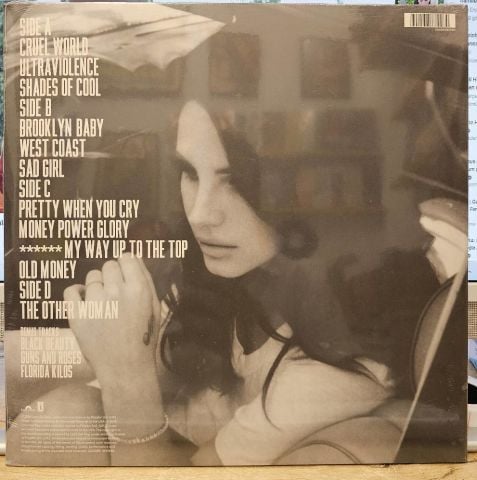 SIDE A
CRUEL WORLD
ULTRAVIOLENCE
SHADES OF COOL
SIDE B
BROOKLYN BABY
WEST COAST
SAD GIRL
SIDE C
PRETTY WHEN YOU CRY
MONEY POWER GLORY
****** MY WAY UP TO THE TOP
OLD MONEY
SIDE D
THE OTHER WOMAN
BONUS TRACKS
BLACK BEAUTY
GUNS AND ROSES
FLORIDA KILOS